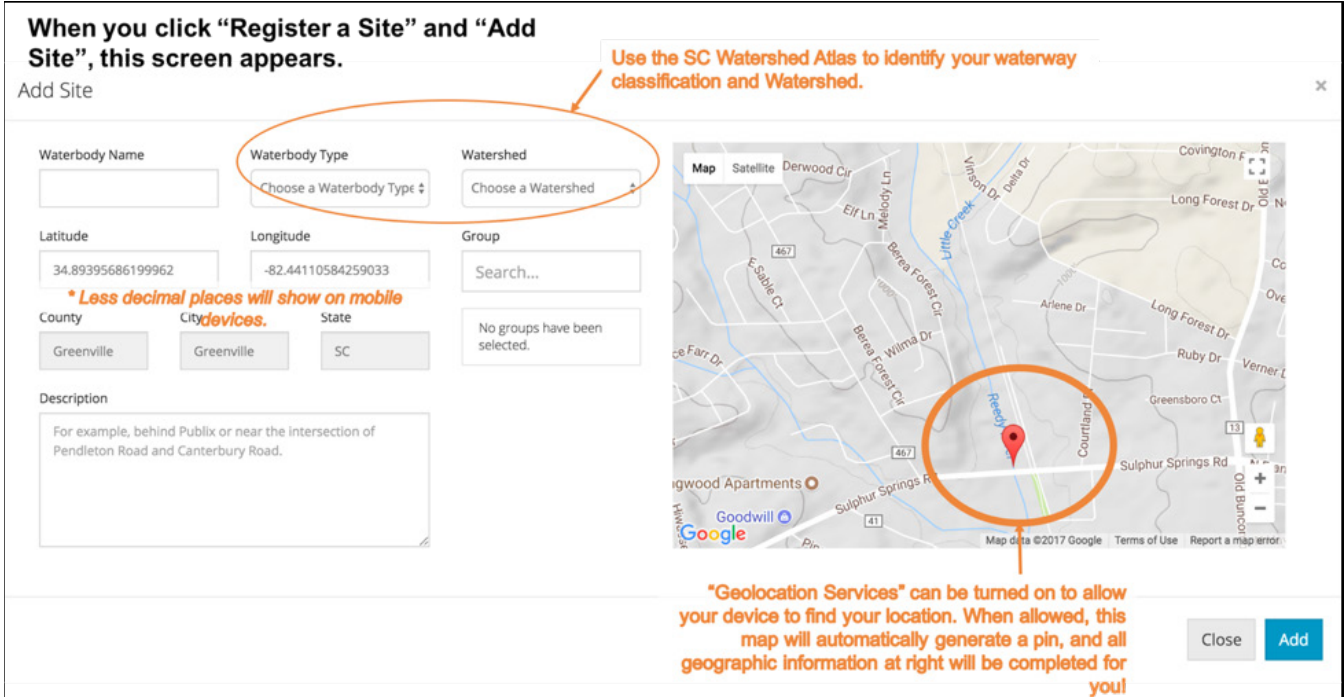 When you click “Register a Site” and “Add
Site”, this screen appears.
Use the SC Watershed Atlas to identify your waterway
classification and Watershed.
Add Site
×
Waterbody Name
Waterbody Type
Watershed
Choose a Waterbody Type
Choose a Watershed
Latitude
Longitude
Group
34.89395686199962
-82.44110584259033
Search...
* Less decimal places will show on mobile
devices.
County
City
State
Greenville
Greenville
SC
No groups have been
selected.
Description
For example, behind Publix or near the intersection of
Pendleton Road and Canterbury Road.
Map
Satellite
Derwood Cir
Vinson Dr
Delta Dr
Covington
Melody Ln
Elf Ln
Little Creek
Long Forest Dr
467
E Sable Ct
Berea Forest Cir
1000
1000
Arlene Dr
Long Forest Dr
Wilma Dr
Berea Forest Cir
ce Farr Dr
Ruby Dr
Verner
Reedy
Courtland
Greensboro Ct
13
467
Sulphur Springs Rd
ngwood Apartments
Sulphur Springs Rd
Old Buncom
Goodwill
41
Google
Map data ©2017 Google
Terms of Use
Report a map error
+
−
“Geolocation Services” can be turned on to allow
your device to find your location. When allowed, this
map will automatically generate a pin, and all
geographic information at right will be completed for
you!
Close
Add